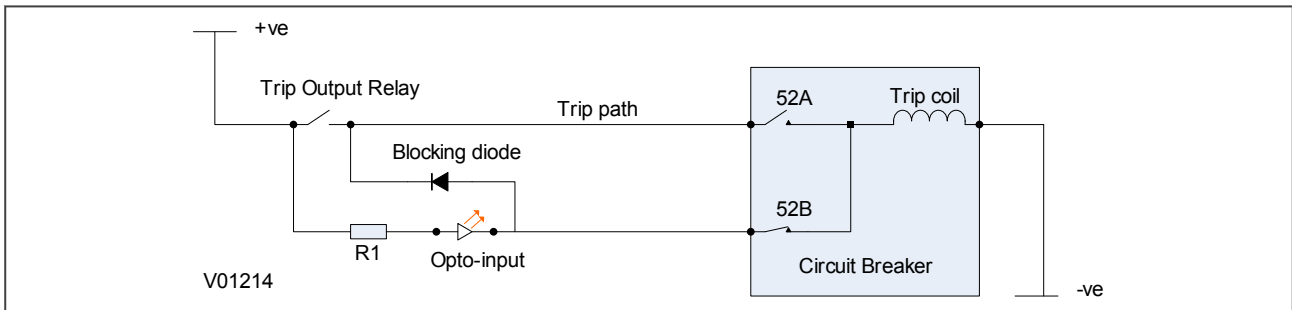 +ve
Trip Output Relay
Trip path
52A
Trip coil
Blocking diode
52B
R1
Opto-input
Circuit Breaker
V01214
-ve